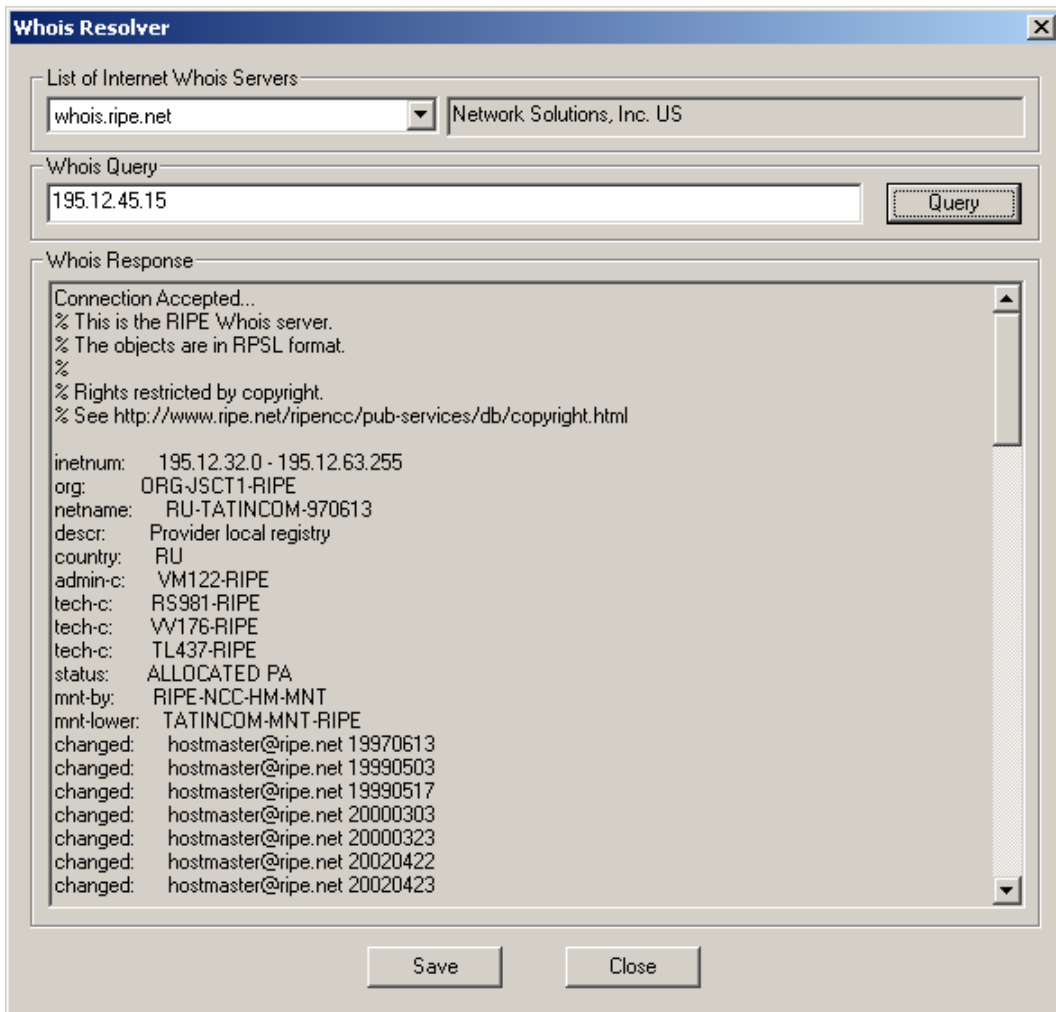 Whois Resolver
List of Internet Whois Servers
whois.ripe.net
Network Solutions, Inc. US
Whois Query
195.12.45.15
Query
Whois Response
Connection Accepted...
% This is the RIPE Whois server.
% The objects are in RPSL format.
%
% Rights restricted by copyright.
% See http://www.ripe.net/ripencc/pub-services/db/copyright.html
inetnum: 195.12.32.0 - 195.12.63.255
org: ORG-JSCT1-RIPE
netname: RU-TATINCOM-970613
descr: Provider local registry
country: RU
admin-c: VM122-RIPE
tech-c: RS981-RIPE
tech-c: VV176-RIPE
tech-c: TL437-RIPE
status: ALLOCATED PA
mnt-by: RIPE-NCC-HM-MNT
mnt-lower: TATINCOM-MNT-RIPE
changed: hostmaster@ripe.net 19970613
changed: hostmaster@ripe.net 19990503
changed: hostmaster@ripe.net 19990517
changed: hostmaster@ripe.net 20000303
changed: hostmaster@ripe.net 20000323
changed: hostmaster@ripe.net 20020422
changed: hostmaster@ripe.net 20020423
Save
Close